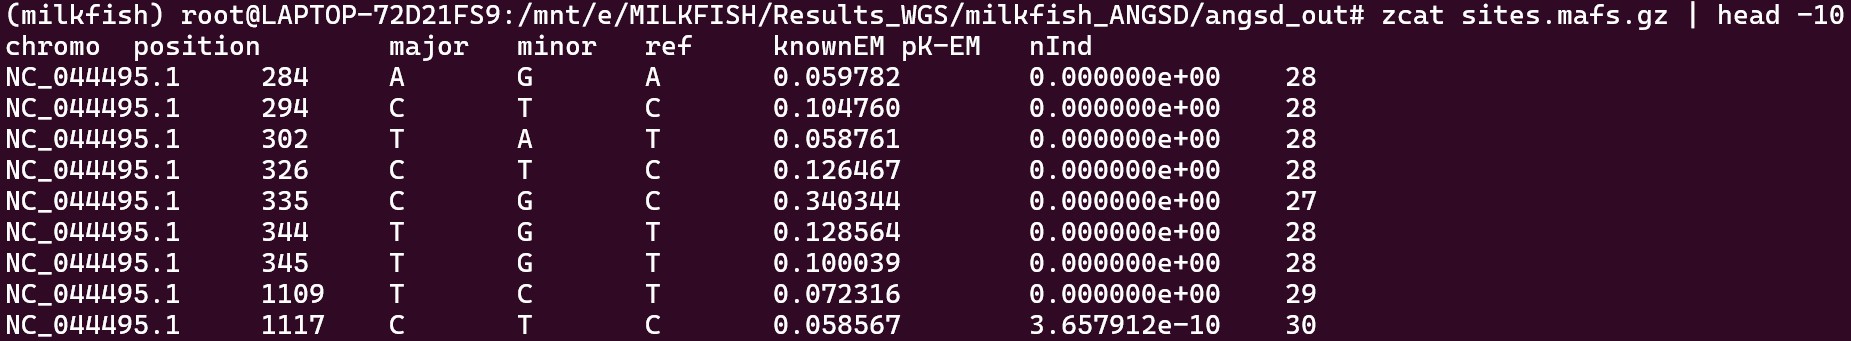 (milkfish) root@LAPTOP-72D21FS9:/mnt/e/MILKFISH/Results_WGS/milkfish_ANGSD/angsd_out# zcat sites.mafs.gz | head -10
chromo position major minor ref knownEM pK-EM nInd
NC_044495.1 284 A G A 0.059782 0.000000e+00 28
NC_044495.1 294 C T C 0.104760 0.000000e+00 28
NC_044495.1 302 T A T 0.058761 0.000000e+00 28
NC_044495.1 326 C T C 0.126467 0.000000e+00 28
NC_044495.1 335 C G C 0.340344 0.000000e+00 27
NC_044495.1 344 T G T 0.128564 0.000000e+00 28
NC_044495.1 345 T G T 0.100039 0.000000e+00 28
NC_044495.1 1109 T C T 0.072316 0.000000e+00 29
NC_044495.1 1117 C T C 0.058567 3.657912e-10 30